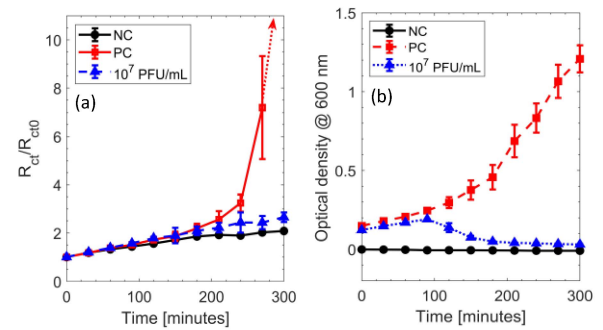 NC
PC
10⁷ PFU/mL
(a)
R_ct/R_ct0
10
8
6
4
2
0
0
100
200
300
Time [minutes]
NC
PC
10⁷ PFU/mL
(b)
Optical density @ 600 nm
1.5
1
0.5
0
0
100
200
300
Time [minutes]